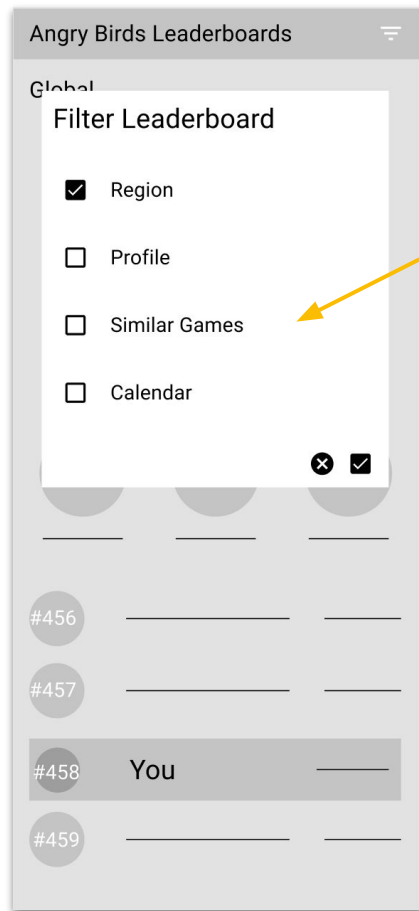 Angry Birds Leaderboards
Global
Filter Leaderboard
Region
Profile
Similar Games
Calendar
#456
#457
#458 You
#459